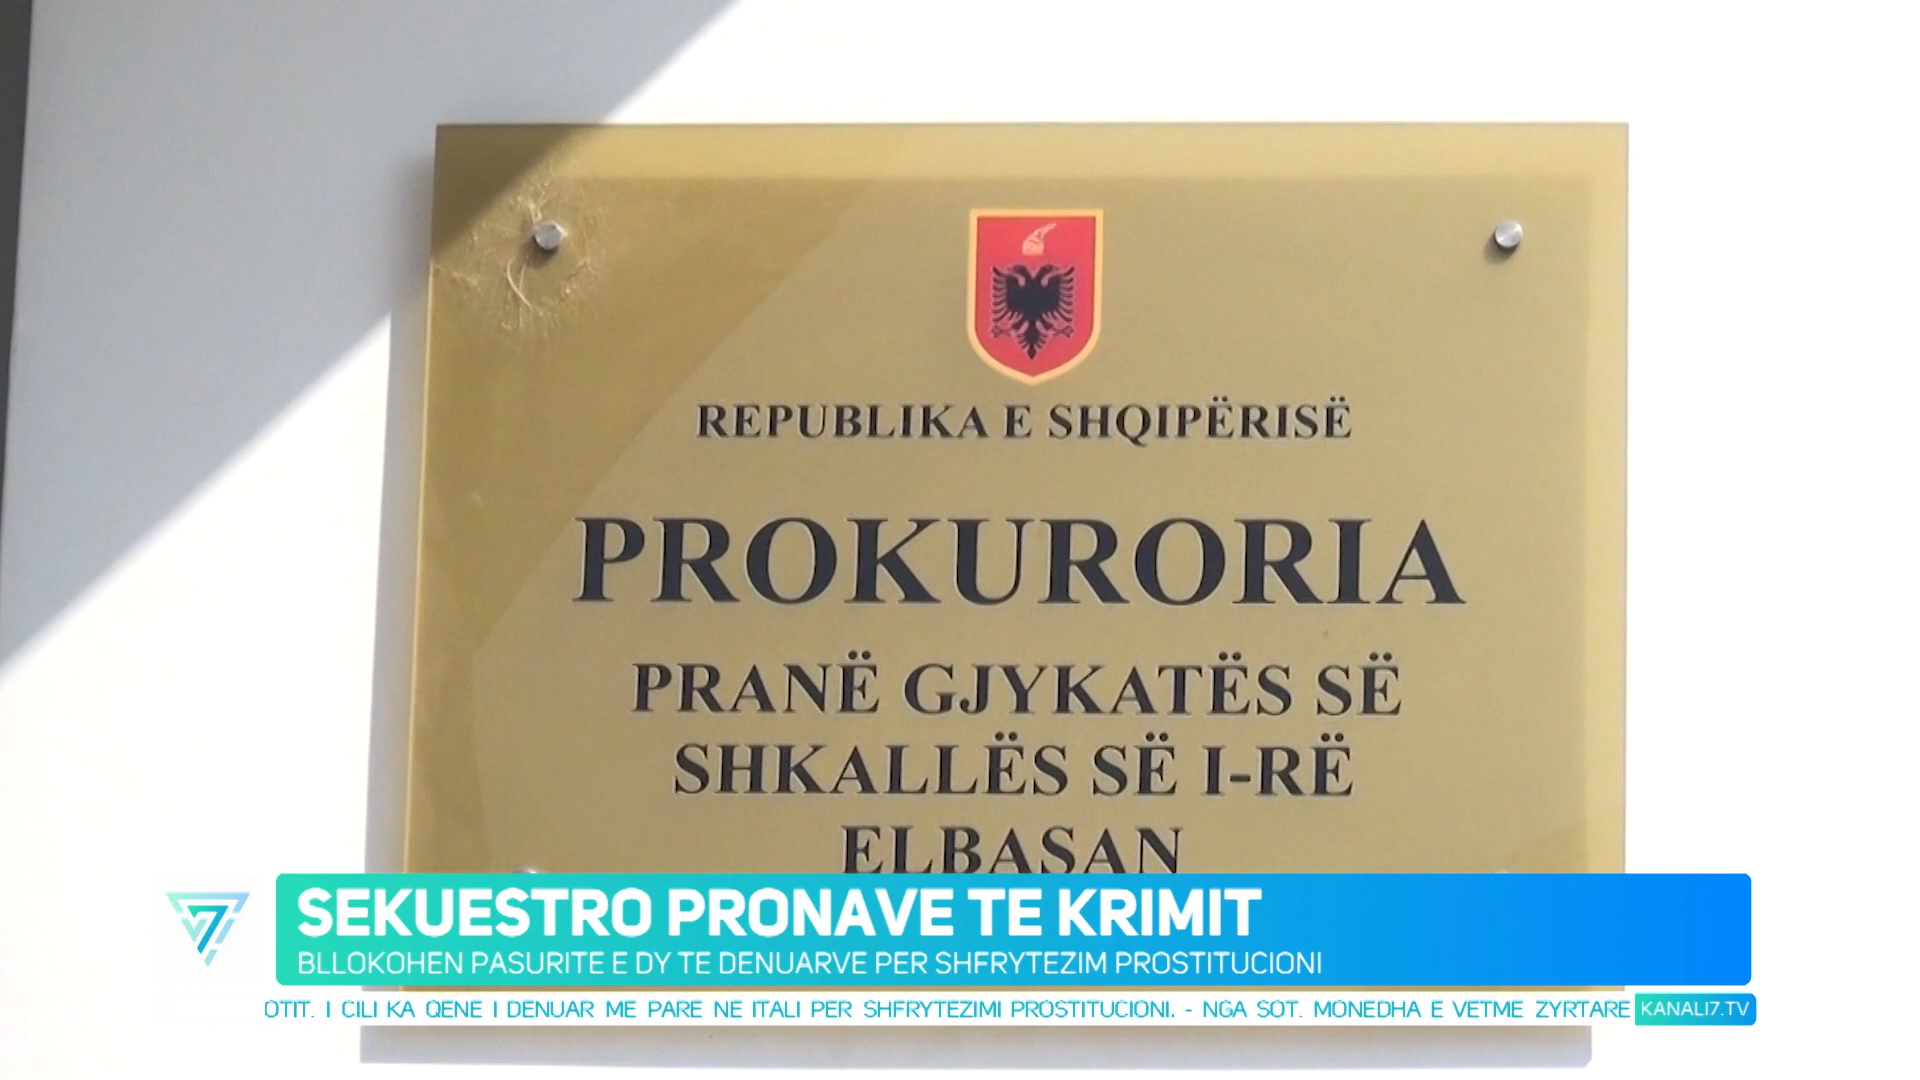 REPUBLIKA E SHQIPËRISË
PROKURORIA
PRANË GJYKATËS SË
SHKALLËS SË I-RË
ELBASAN
SEKUESTRO PRONAVE TE KRIMIT
BLLOKOHEN PASURITE E DY TE DENUARVE PER SHFRYTEZIM PROSTITUCIONI
OTIT. I CILI KA QENE I DENUAR ME PARE NE ITALI PER SHFRYTEZIMI PROSTITUCIONI. - NGA SOT. MONEDHA E VETME ZYRTARE KANALI7.TV